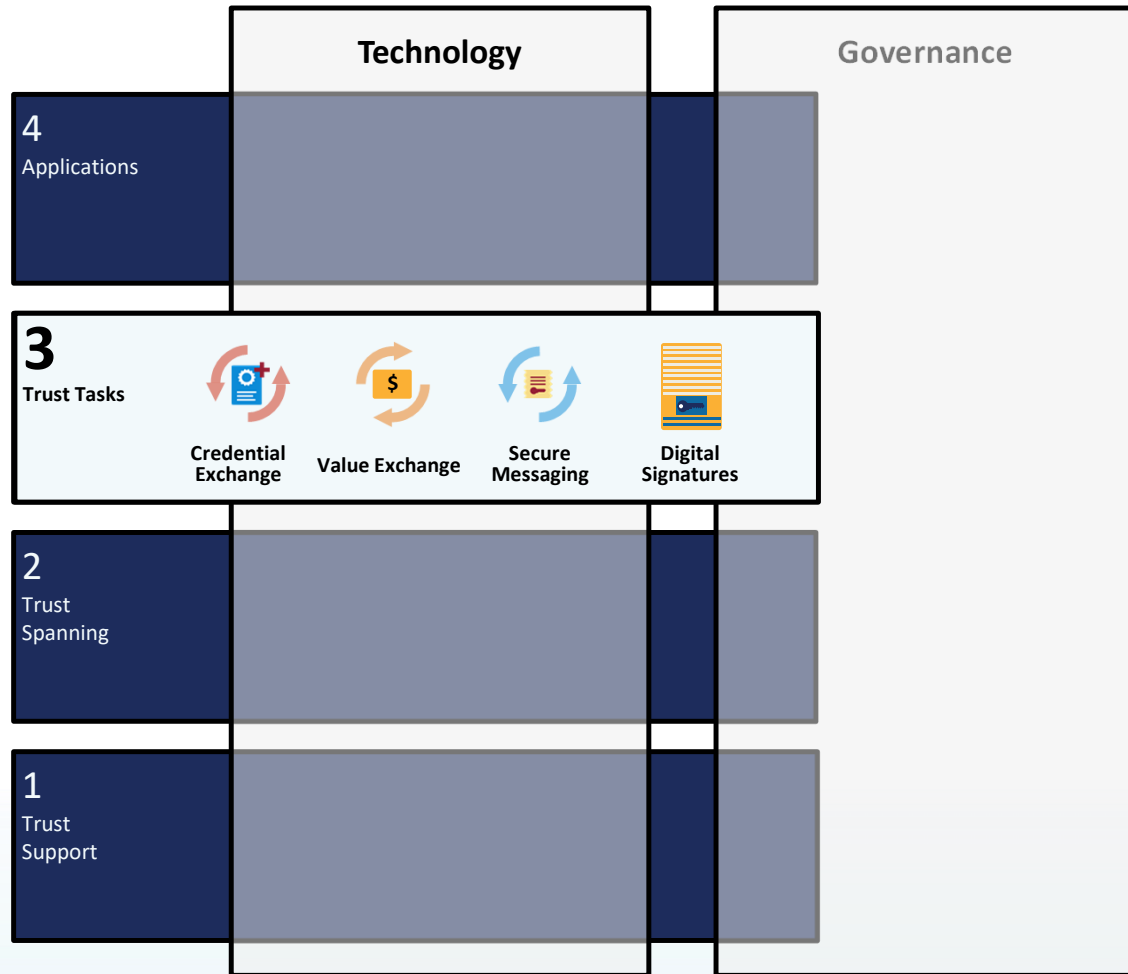 Technology
Governance
4
Applications
3
Trust Tasks
$
Credential
Exchange
Value Exchange
Secure
Messaging
Digital
Signatures
2
Trust
Spanning
1
Trust
Support